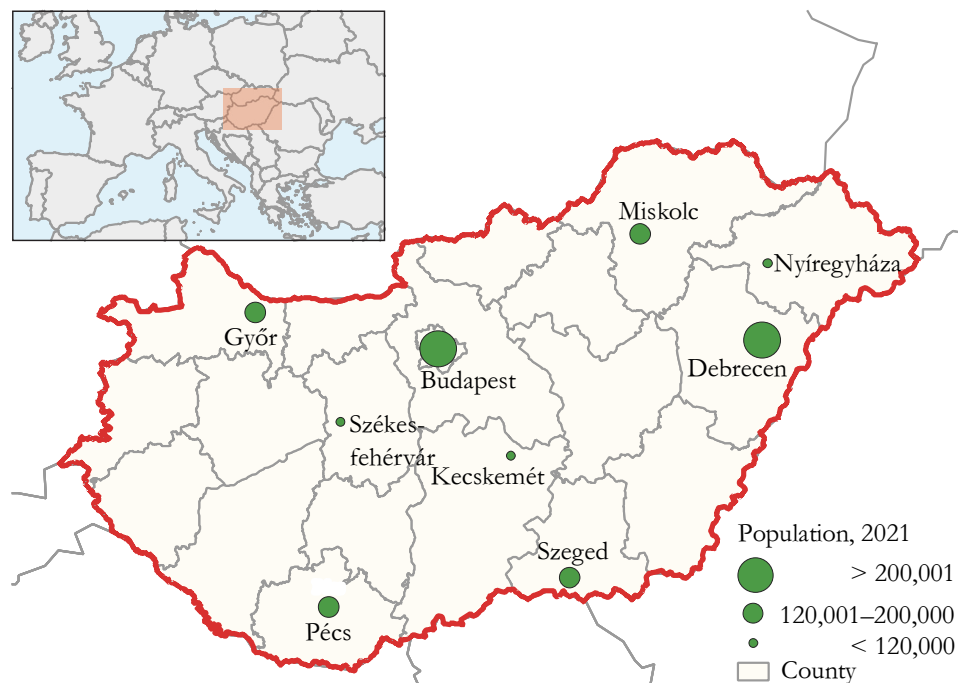 Miskolc
Nyíregyháza
Győr
Budapest
Debrecen
Székes-
fehérvár
Kecskemét
Szeged
Pécs
Population, 2021
> 200,001
120,001–200,000
< 120,000
County